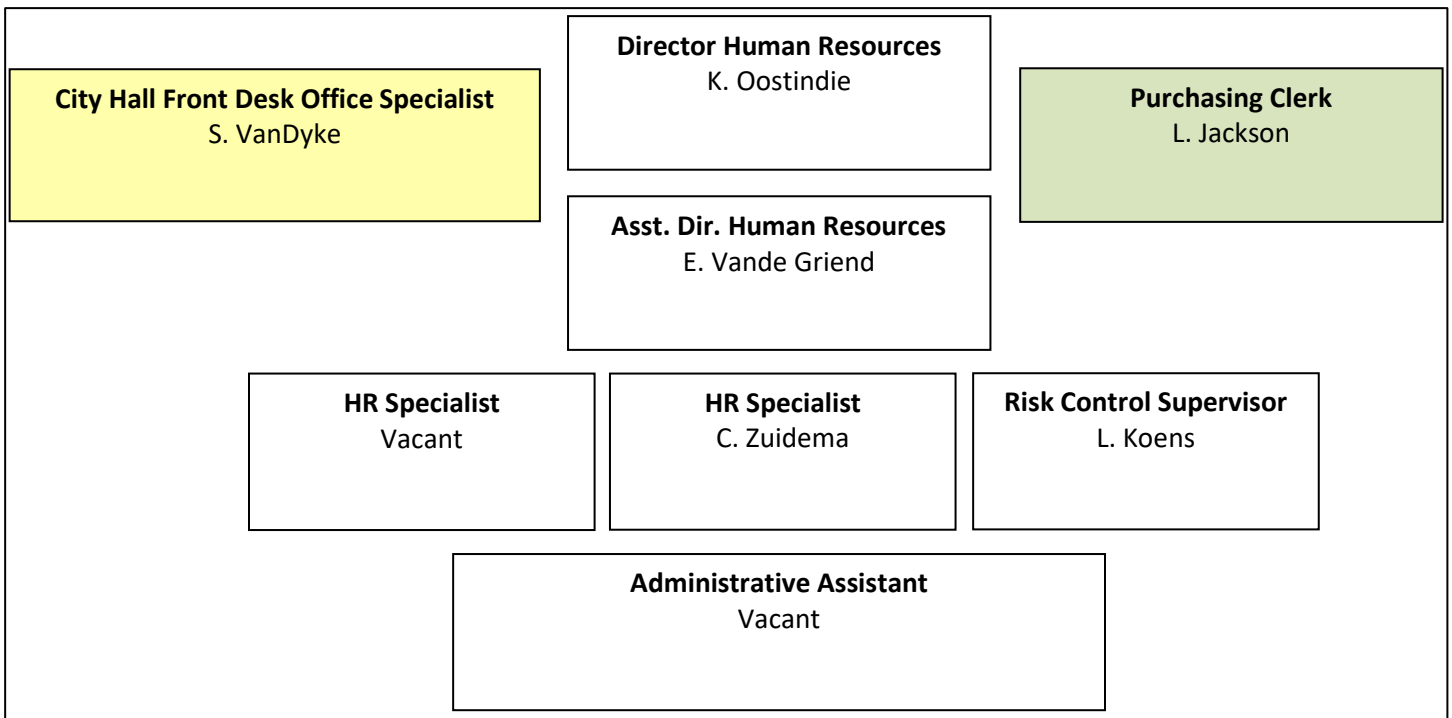 Director Human Resources
K. Oostindie
City Hall Front Desk Office Specialist
S. VanDyke
Purchasing Clerk
L. Jackson
Asst. Dir. Human Resources
E. Vande Griend
HR Specialist
Vacant
HR Specialist
C. Zuidema
Risk Control Supervisor
L. Koens
Administrative Assistant
Vacant